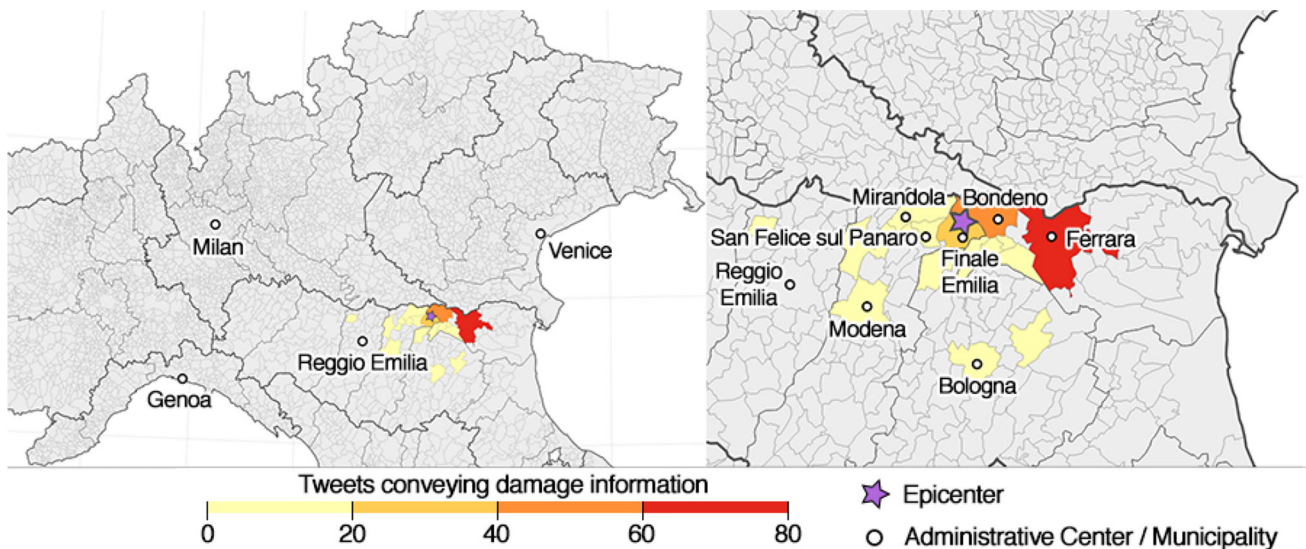 Milan
Venice
Reggio Emilia
Genoa
Mirandola
Bondeno
San Felice sul Panaro
Ferrara
Finale
Emilia
Reggio
Emilia
Modena
Bologna
Tweets conveying damage information
0 20 40 60 80
Epicenter
Administrative Center / Municipality